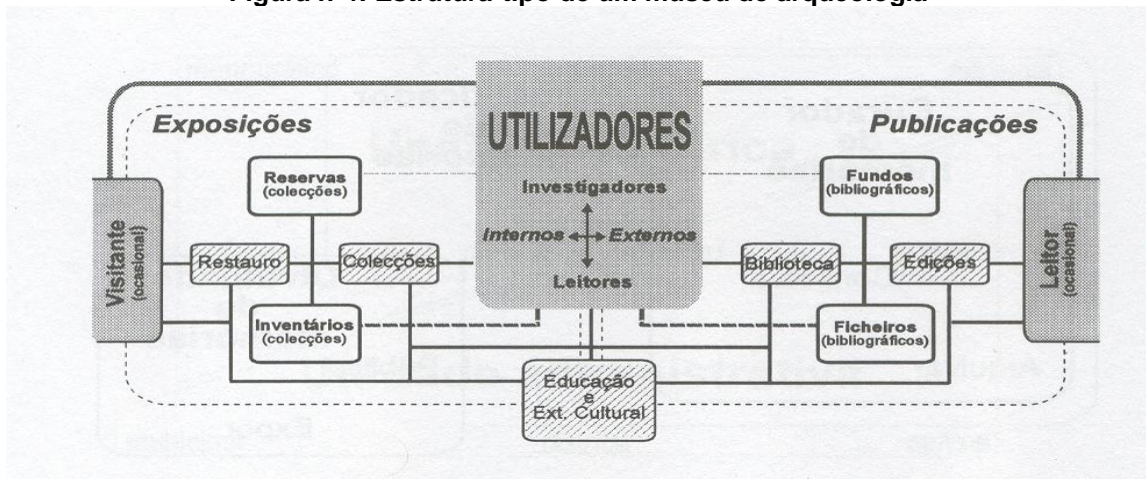 Figura nº1: Estrutura-tipo de um museu de arqueologia
Exposições
UTILIZADORES
Publicações
Reservas
(colecções)
Investigadores
Fundos
(bibliográficos)
Visitante
(ocasional)
Internos
Externos
Leitor
(ocasional)
Restauro
Colecções
Leitores
Biblioteca
Edições
Inventários
(colecções)
Ficheiros
(bibliográficos)
Educação
e
Ext. Cultural